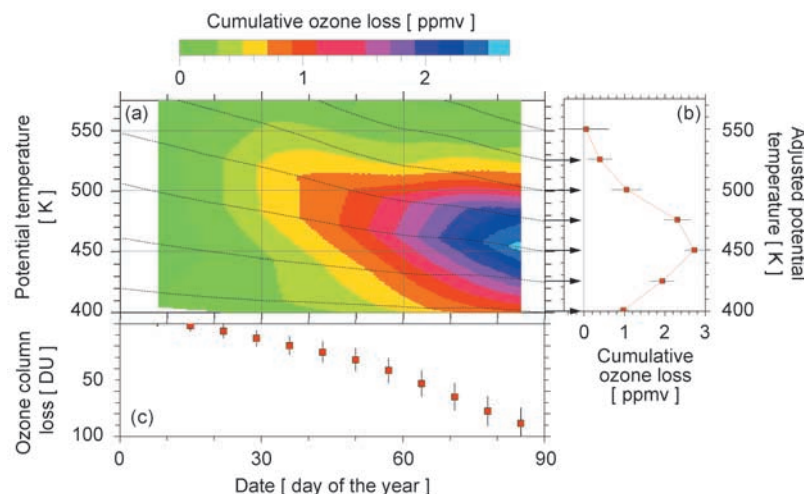 Cumulative ozone loss [ ppmv ]
0 1 2
(a)
Potential temperature
[ K ]
550
500
450
400
(b)
550
500
450
400
Adjusted potential
temperature [ K ]
0 1 2 3
Cumulative
ozone loss
[ ppmv ]
Ozone column
loss [ DU ]
50
100
(c)
0 30 60 90
Date [ day of the year ]